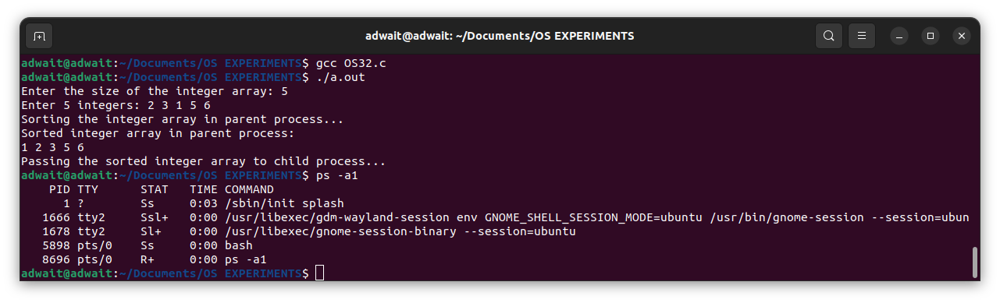 adwait@adwait: ~/Documents/OS EXPERIMENTS
adwait@adwait:~/Documents/OS EXPERIMENTS$ gcc OS32.c
adwait@adwait:~/Documents/OS EXPERIMENTS$ ./a.out
Enter the size of the integer array: 5
Enter 5 integers: 2 3 1 5 6
Sorting the integer array in parent process...
Sorted integer array in parent process:
1 2 3 5 6
Passing the sorted integer array to child process...
adwait@adwait:~/Documents/OS EXPERIMENTS$ ps -a1
    PID TTY      STAT   TIME COMMAND
      1 ?        Ss     0:03 /sbin/init splash
   1666 tty2     Ssl+   0:00 /usr/libexec/gdm-wayland-session env GNOME_SHELL_SESSION_MODE=ubuntu /usr/bin/gnome-session --session=ubun
   1678 tty2     Sl+    0:00 /usr/libexec/gnome-session-binary --session=ubuntu
   5898 pts/0    Ss     0:00 bash
   8696 pts/0    R+     0:00 ps -a1
adwait@adwait:~/Documents/OS EXPERIMENTS$